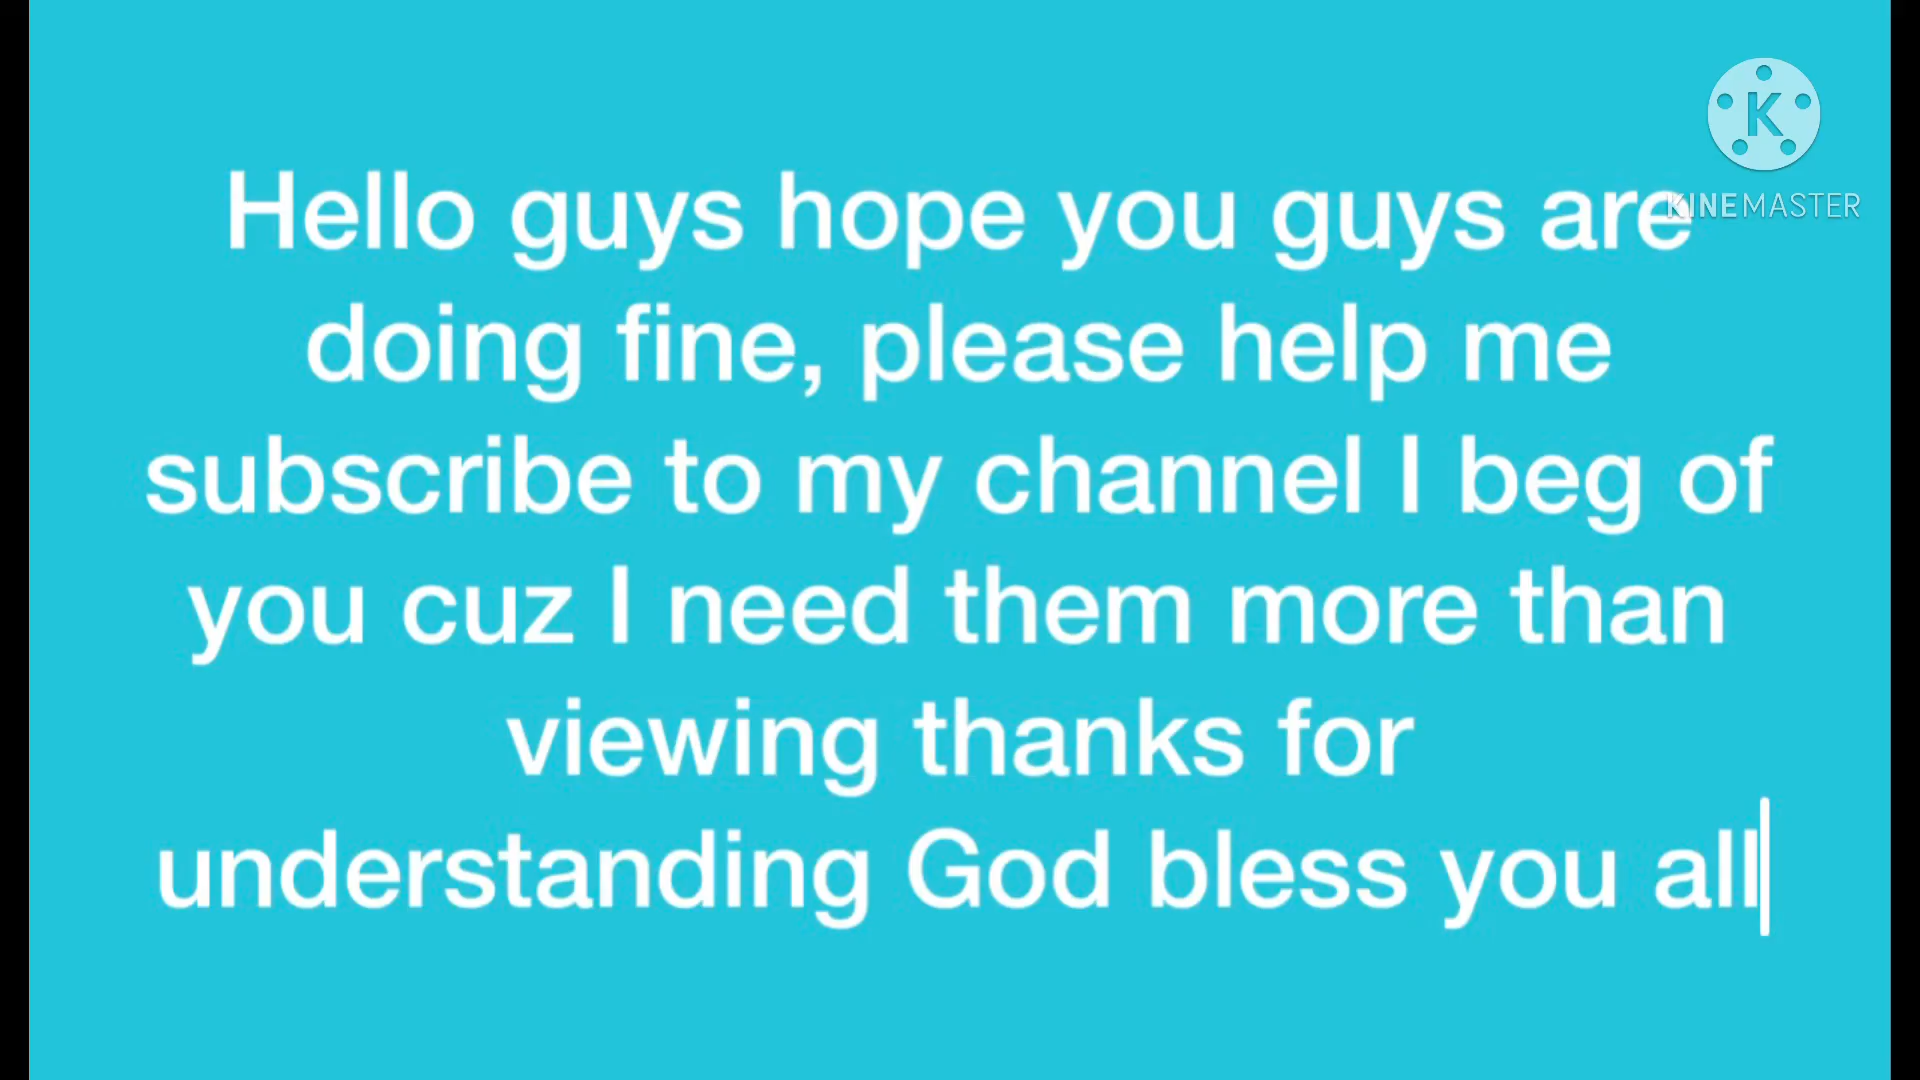 K
KINEMASTER
Hello guys hope you guys are
doing fine, please help me
subscribe to my channel I beg of
you cuz I need them more than
viewing thanks for
understanding God bless you all